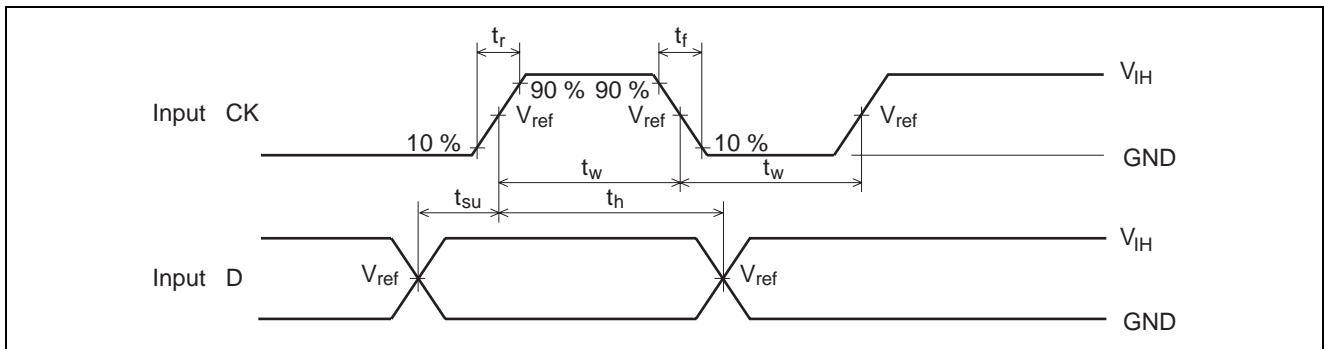 tr tf
VIH
90 % 90 %
Input CK Vref Vref Vref
10 % 10 %
GND
tw tw
tsu th
VIH
Input D Vref Vref
GND